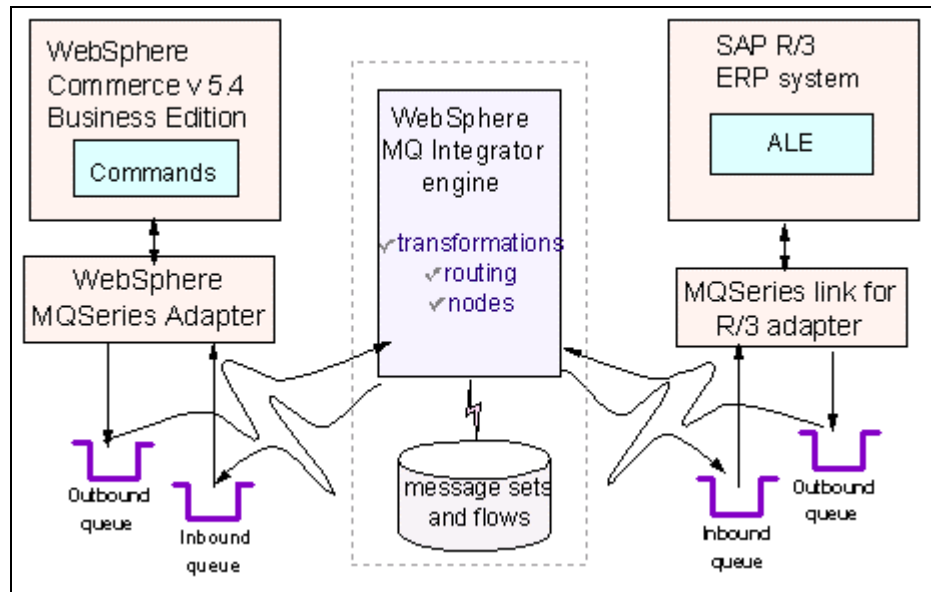 WebSphere
Commerce v 5.4
Business Edition
Commands
WebSphere
MQSeries Adapter
Outbound
queue
Inbound
queue
WebSphere
MQ Integrator
engine
transformations
routing
nodes
message sets
and flows
SAP R/3
ERP system
ALE
MQSeries link for
R/3 adapter
Inbound
queue
Outbound
queue